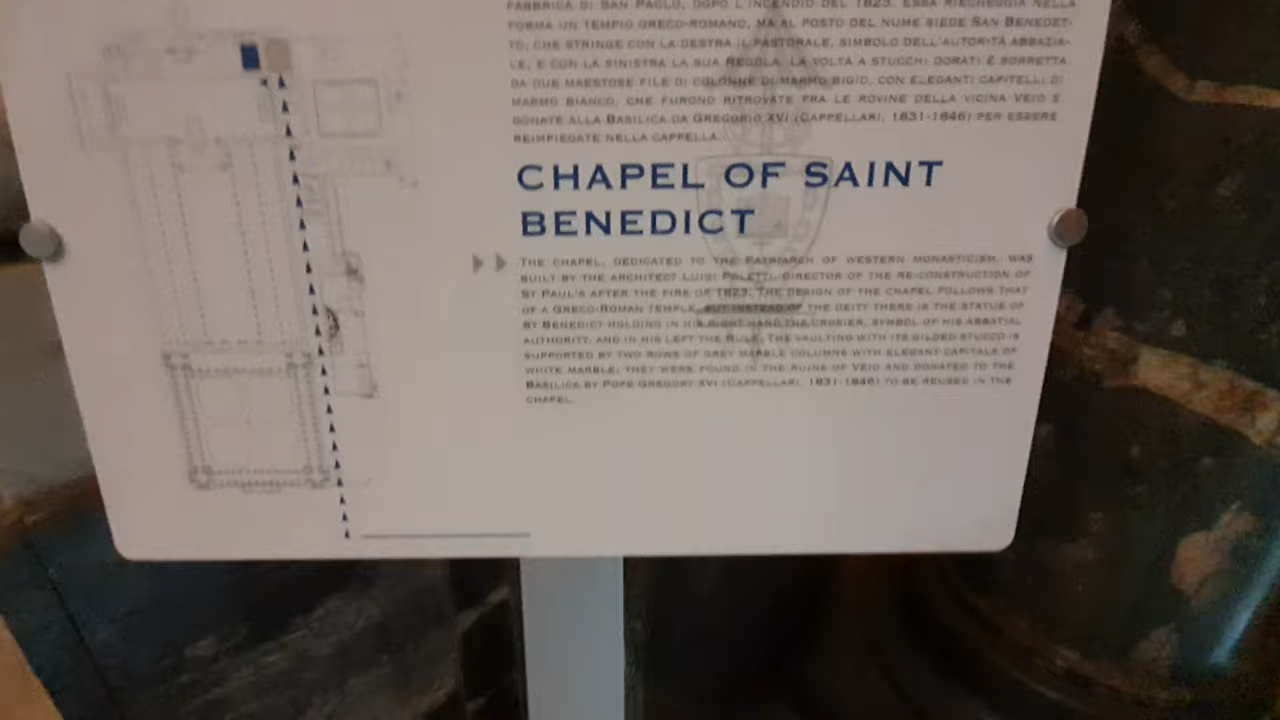 FABBRICA DI SAN PAOLO, DOPO L'INCENDIO DEL 1823. ESSA RIECHEGGIA NELLA
FORMA UN TEMPIO GRECO-ROMANO, MA AL POSTO DEL NUME SIEDE SAN BENEDET-
TO, CHE STRINGE CON LA DESTRA IL PASTORALE, SIMBOLO DELL'AUTORITÀ ABBAZIA-
LE, E CON LA SINISTRA LA SUA REGOLA. LA VOLTA A STUCCHI DORATI È SORRETTA
DA DUE MAESTOSE FILE DI COLONNE DI MARMO BIGIO, CON ELEGANTI CAPITELLI DI
MARMO BIANCO, CHE FURONO RITROVATE FRA LE ROVINE DELLA VICINA VEIO E
DONATE ALLA BASILICA DA GREGORIO XVI (CAPPELLARI, 1831-1846) PER ESSERE
REIMPIEGATE NELLA CAPPELLA.
CHAPEL OF SAINT
BENEDICT
THE CHAPEL, DEDICATED TO THE PATRIARCH OF WESTERN MONASTICISM, WAS
BUILT BY THE ARCHITECT LUIGI POLETTI, DIRECTOR OF THE RE-CONSTRUCTION OF
ST PAUL'S AFTER THE FIRE OF 1823. THE DESIGN OF THE CHAPEL FOLLOWS THAT
OF A GRECO-ROMAN TEMPLE, BUT INSTEAD OF THE DEITY THERE IS THE STATUE OF
ST BENEDICT HOLDING IN HIS RIGHT HAND THE CROSIER, SYMBOL OF HIS ABBATIAL
AUTHORITY, AND IN HIS LEFT THE RULE. THE VAULTING WITH ITS GILDED STUCCO IS
SUPPORTED BY TWO ROWS OF GREY MARBLE COLUMNS WITH ELEGANT CAPITALS OF
WHITE MARBLE; THEY WERE FOUND IN THE RUINS OF VEIO AND DONATED TO THE
BASILICA BY POPE GREGORY XVI (CAPPELLARI, 1831-1846) TO BE REUSED IN THE
CHAPEL.